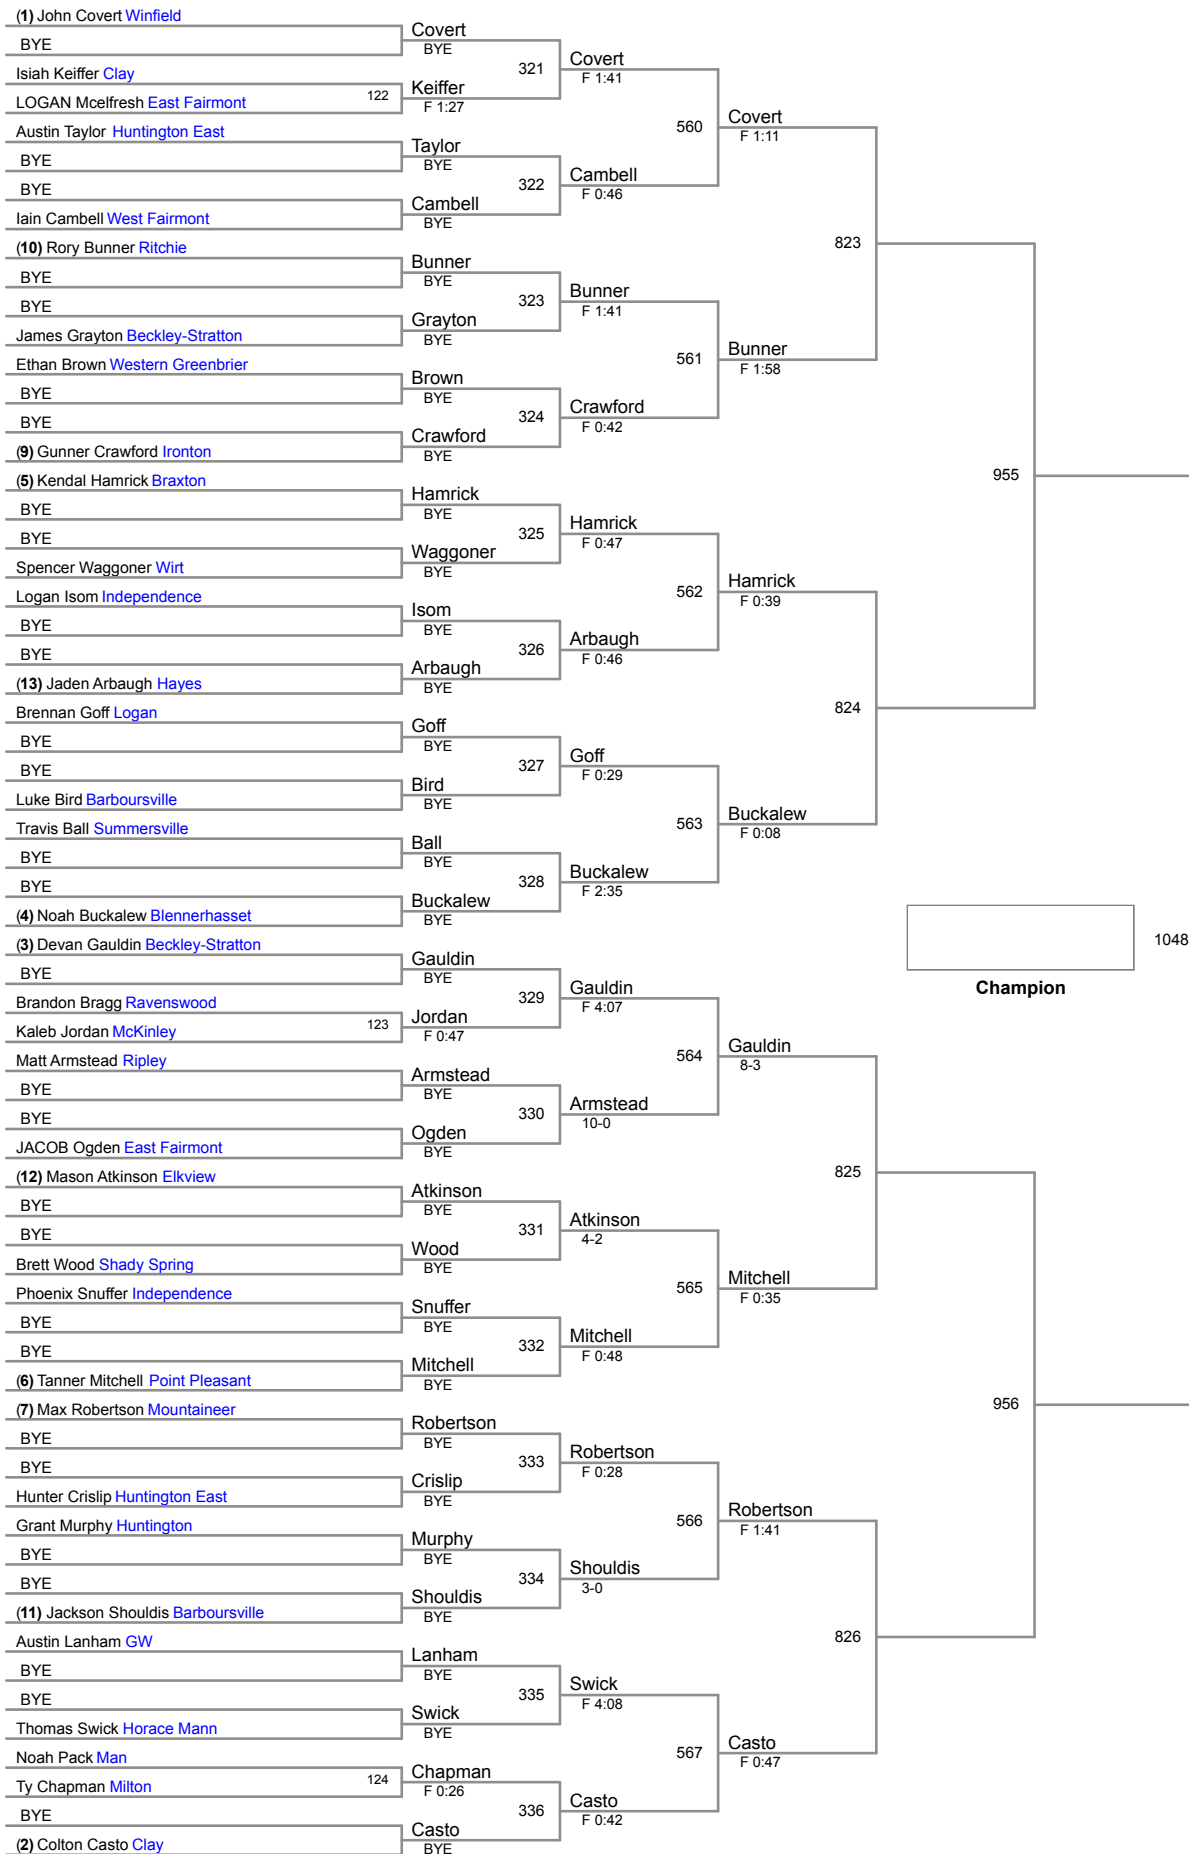 (1) John Covert Winfield
BYE
Isiah Keiffer Clay
LOGAN Mcelfresh East Fairmont
Austin Taylor Huntington East
BYE
BYE
Iain Cambell West Fairmont
(10) Rory Bunner Ritchie
BYE
BYE
James Grayton Beckley-Stratton
Ethan Brown Western Greenbrier
BYE
BYE
(9) Gunner Crawford Ironton
(5) Kendal Hamrick Braxton
BYE
BYE
Spencer Waggoner Wirt
Logan Isom Independence
BYE
BYE
(13) Jaden Arbaugh Hayes
Brennan Goff Logan
BYE
BYE
Luke Bird Barboursville
Travis Ball Summersville
BYE
BYE
(4) Noah Buckalew Blennerhasset
(3) Devan Gauldin Beckley-Stratton
BYE
Brandon Bragg Ravenswood
Kaleb Jordan McKinley
Matt Armstead Ripley
BYE
BYE
JACOB Ogden East Fairmont
(12) Mason Atkinson Elkview
BYE
BYE
Brett Wood Shady Spring
Phoenix Snuffer Independence
BYE
BYE
(6) Tanner Mitchell Point Pleasant
(7) Max Robertson Mountaineer
BYE
BYE
Hunter Crislip Huntington East
Grant Murphy Huntington
BYE
BYE
(11) Jackson Shouldis Barboursville
Austin Lanham GW
BYE
BYE
Thomas Swick Horace Mann
Noah Pack Man
Ty Chapman Milton
BYE
(2) Colton Casto Clay
122
123
124
Covert
BYE
Keiffer
F 1:27
Taylor
BYE
Cambell
BYE
Bunner
BYE
Grayton
BYE
Brown
BYE
Crawford
BYE
Hamrick
BYE
Waggoner
BYE
Isom
BYE
Arbaugh
BYE
Goff
BYE
Bird
BYE
Ball
BYE
Buckalew
BYE
Gauldin
BYE
Jordan
F 0:47
Armstead
BYE
Ogden
BYE
Atkinson
BYE
Wood
BYE
Snuffer
BYE
Mitchell
BYE
Robertson
BYE
Crislip
BYE
Murphy
BYE
Shouldis
BYE
Lanham
BYE
Swick
BYE
Chapman
F 0:26
Casto
BYE
321
322
323
324
325
326
327
328
329
330
331
332
333
334
335
336
Covert
F 1:41
Cambell
F 0:46
Bunner
F 1:41
Crawford
F 0:42
Hamrick
F 0:47
Arbaugh
F 0:46
Goff
F 0:29
Buckalew
F 2:35
Gauldin
F 4:07
Armstead
10-0
Atkinson
4-2
Mitchell
F 0:48
Robertson
F 0:28
Shouldis
3-0
Swick
F 4:08
Casto
F 0:42
560
561
562
563
564
565
566
567
Covert
F 1:11
Bunner
F 1:58
Hamrick
F 0:39
Buckalew
F 0:08
Gauldin
8-3
Mitchell
F 0:35
Robertson
F 1:41
Casto
F 0:47
823
824
825
826
955
956
1048
Champion